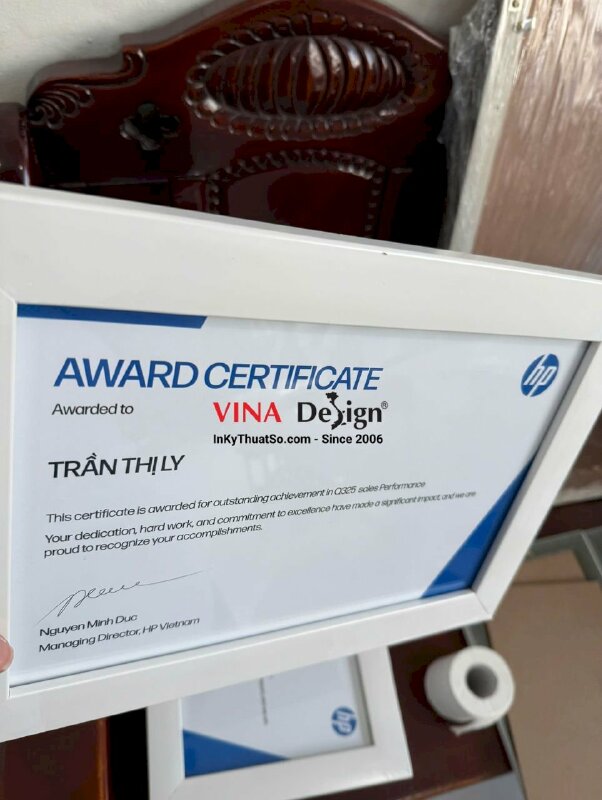 AWARD CERTIFICATE
hp
Awarded to
VINA Design®
InKyThuatSo.com - Since 2006
TRẦN THỊ LY
This certificate is awarded for outstanding achievement in Q325 sales Performance
Your dedication, hard work, and commitment to excellence have made a significant impact, and we are
proud to recognize your accomplishments.
Nguyen Minh Duc
Managing Director, HP Vietnam
hp